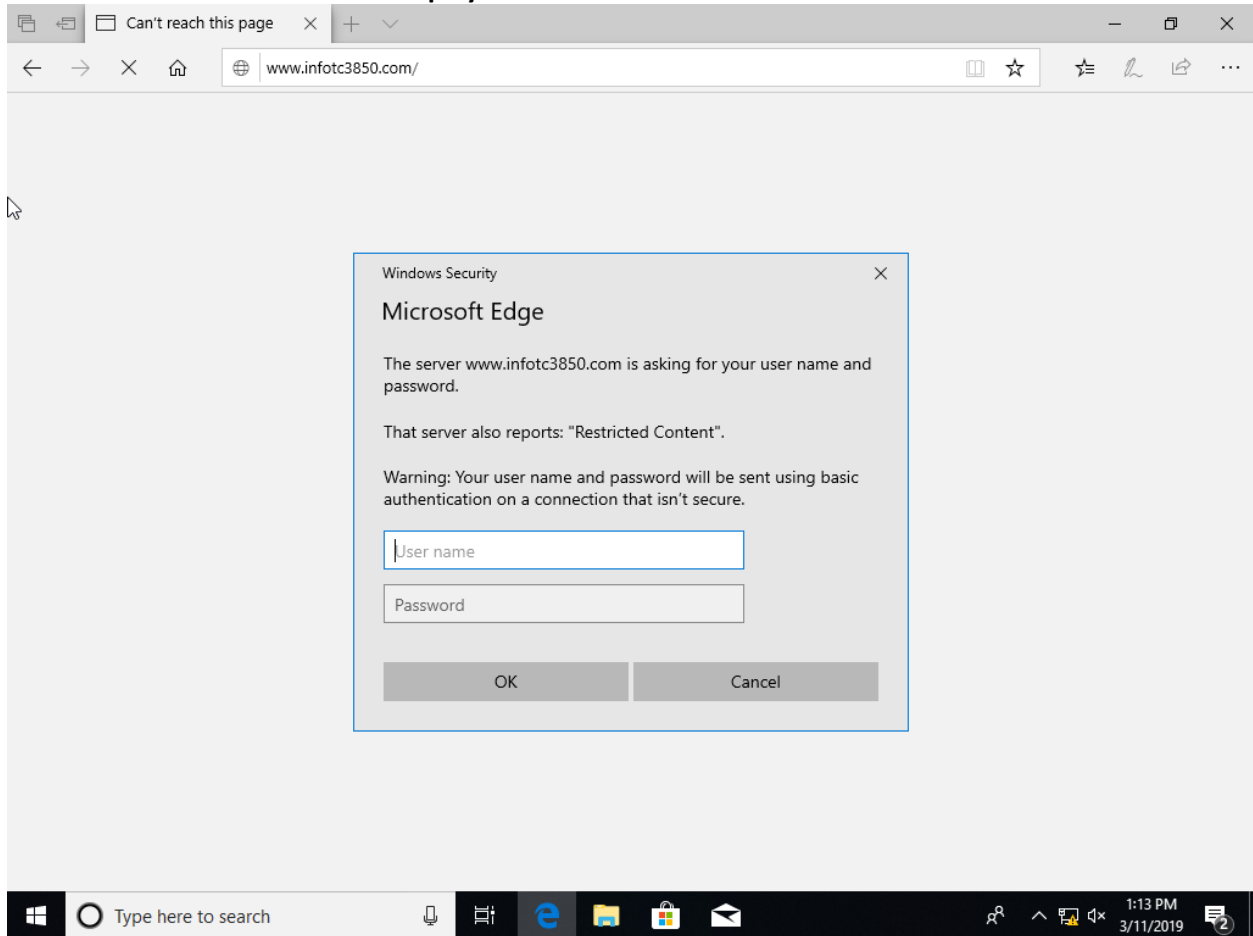 Can't reach this page
www.infotc3850.com/
Windows Security
Microsoft Edge
The server www.infotc3850.com is asking for your user name and
password.
That server also reports: "Restricted Content".
Warning: Your user name and password will be sent using basic
authentication on a connection that isn't secure.
User name
Password
OK Cancel
Type here to search
1:13 PM
3/11/2019
2